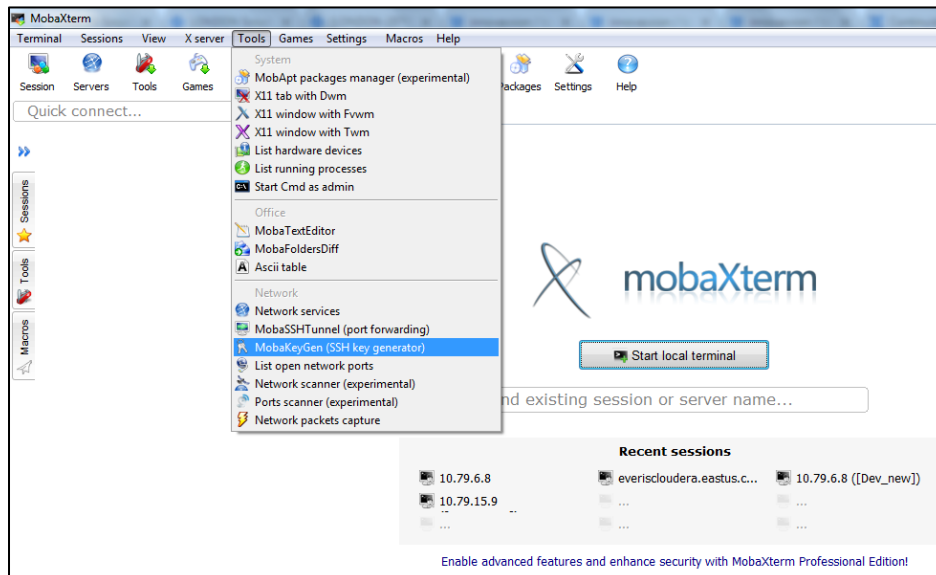 MobaXterm
Terminal Sessions View X server Tools Games Settings Macros Help
Session Servers Tools Games Packages Settings Help
Quick connect...
System
MobApt packages manager (experimental)
X11 tab with Dwm
X11 window with Fvwm
X11 window with Twm
List hardware devices
List running processes
Start Cmd as admin
Office
MobaTextEditor
MobaFoldersDiff
Ascii table
Network
Network services
MobaSSHTunnel (port forwarding)
MobaKeyGen (SSH key generator)
List open network ports
Network scanner (experimental)
Ports scanner (experimental)
Network packets capture
Sessions
Tools
Macros
mobaXterm
Start local terminal
existing session or server name...
Recent sessions
10.79.6.8 everiscloudera.eastus.c... 10.79.6.8 ([Dev_new])
10.79.15.9 ... ...
... ... ...
Enable advanced features and enhance security with MobaXterm Professional Edition!